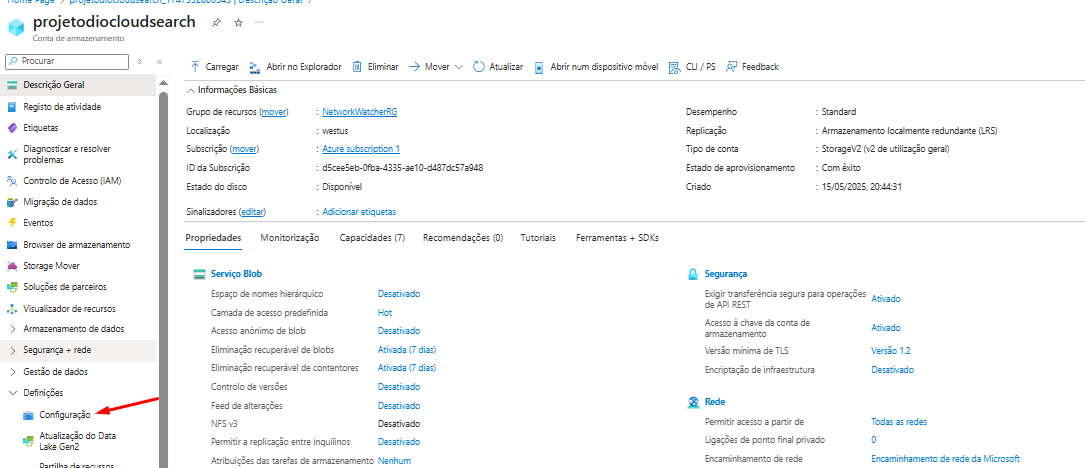 Home Page > projetodiocloudsearch_1747352660545 | Descrição Geral >
projetodiocloudsearch
Conta de armazenamento
Procurar
Carregar
Abrir no Explorador
Eliminar
Mover
Atualizar
Abrir num dispositivo móvel
CLI / PS
Feedback
Descrição Geral
Registo de atividade
Etiquetas
Diagnosticar e resolver
problemas
Controlo de Acesso (IAM)
Migração de dados
Eventos
Browser de armazenamento
Storage Mover
Soluções de parceiros
Visualizador de recursos
Armazenamento de dados
Segurança + rede
Gestão de dados
Definições
Configuração
Atualização do Data
Lake Gen2
Partilha de recursos
Informações Básicas
Grupo de recursos (mover) : NetworkWatcherRG
Localização : westus
Subscrição (mover) : Azure subscription 1
ID da Subscrição : d5cee5eb-0fba-4335-ae10-d487dc57a948
Estado do disco : Disponível
Sinalizadores (editar) : Adicionar etiquetas
Desempenho : Standard
Replicação : Armazenamento localmente redundante (LRS)
Tipo de conta : StorageV2 (v2 de utilização geral)
Estado de aprovisionamento : Com êxito
Criado : 15/05/2025, 20:44:31
Propriedades
Monitorização
Capacidades (7)
Recomendações (0)
Tutoriais
Ferramentas + SDKs
Serviço Blob
Espaço de nomes hierárquico Desativado
Camada de acesso predefinida Hot
Acesso anónimo de blob Desativado
Eliminação recuperável de blobs Ativada (7 dias)
Eliminação recuperável de contentores Ativada (7 dias)
Controlo de versões Desativado
Feed de alterações Desativado
NFS v3 Desativado
Permitir a replicação entre inquilinos Desativado
Atribuições das tarefas de armazenamento Nenhum
Segurança
Exigir transferência segura para operações
de API REST Ativado
Acesso à chave da conta de
armazenamento Ativado
Versão mínima de TLS Versão 1.2
Encriptação de infraestrutura Desativado
Rede
Permitir acesso a partir de Todas as redes
Ligações de ponto final privado 0
Encaminhamento de rede Encaminhamento de rede da Microsoft